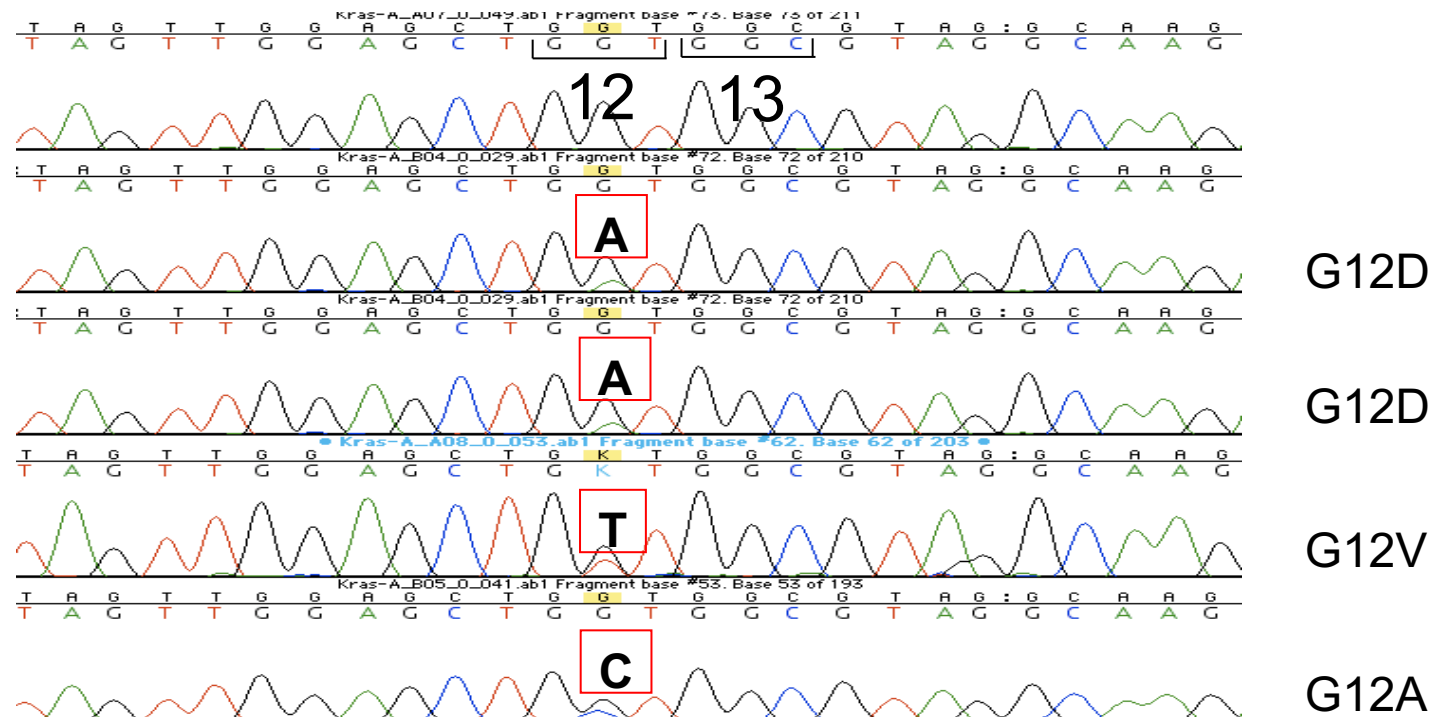 Kras-A_A07_0_049.ab1 Fragment base #73. Base 73 of 211
T A G T T G G A G C T G G T G G C G T A G : G C A A G
T A G T T G G A G C T G G T G G C G T A G G C A A G
12 13
Kras-A_B04_0_029.ab1 Fragment base #72. Base 72 of 210
: T A G T T G G A G C T G G T G G C G T A G : G C A A G
T A G T T G G A G C T G G T G G C G T A G G C A A G
A
G12D
Kras-A_B04_0_029.ab1 Fragment base #72. Base 72 of 210
: T A G T T G G A G C T G G T G G C G T A G : G C A A G
T A G T T G G A G C T G G T G G C G T A G G C A A G
A
G12D
• Kras-A_A08_0_053.ab1 Fragment base #62. Base 62 of 203 •
T A G T T G G A G C T G K T G G C G T A G : G C A A G
T A G T T G G A G C T G K T G G C G T A G G C A A G
T
G12V
Kras-A_B05_0_041.ab1 Fragment base #53. Base 53 of 193
T A G T T G G A G C T G G T G G C G T A G : G C A A G
T A G T T G G A G C T G G T G G C G T A G G C A A G
C
G12A